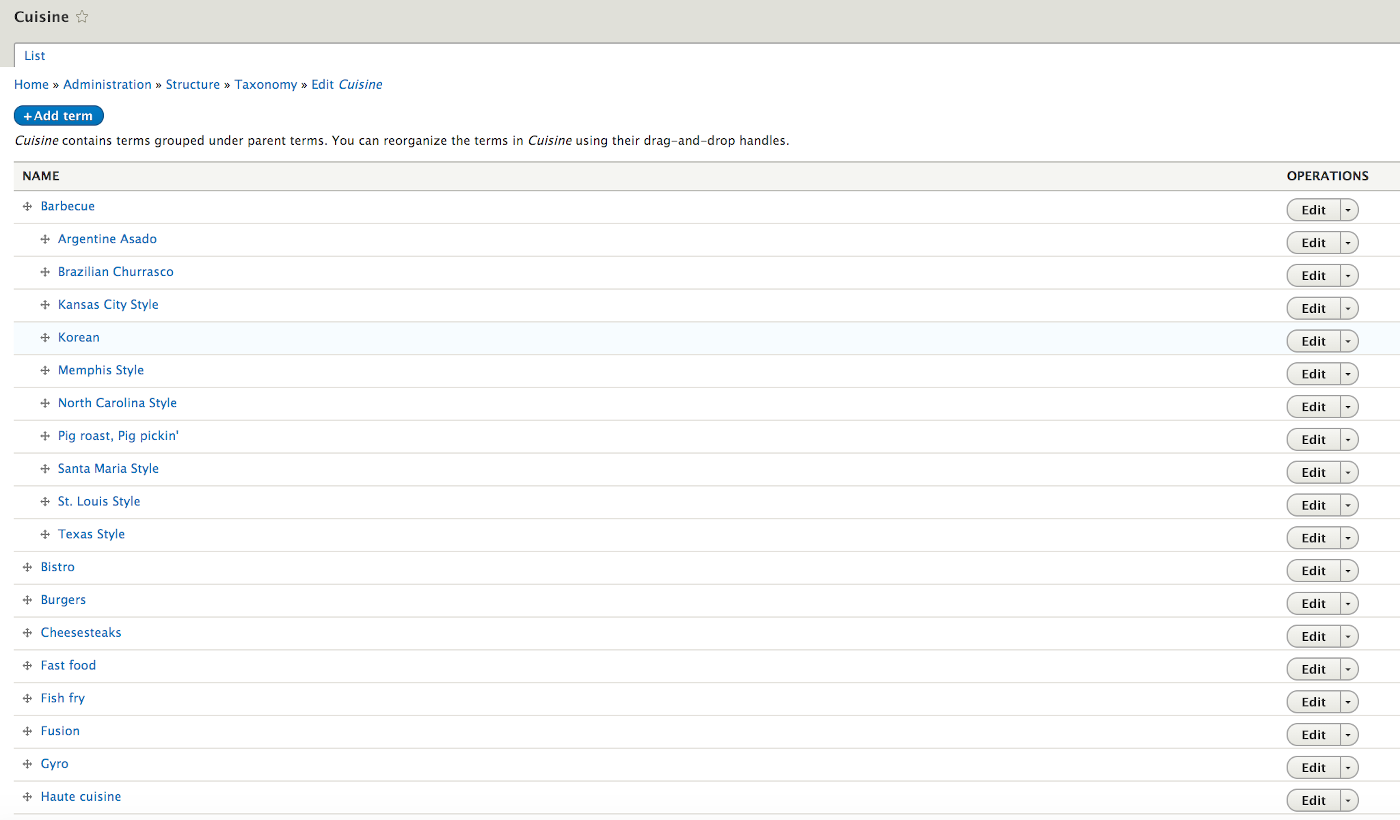 Cuisine
List
Home » Administration » Structure » Taxonomy » Edit Cuisine
+Add term
Cuisine contains terms grouped under parent terms. You can reorganize the terms in Cuisine using their drag-and-drop handles.
NAME OPERATIONS
Barbecue Edit
Argentine Asado Edit
Brazilian Churrasco Edit
Kansas City Style Edit
Korean Edit
Memphis Style Edit
North Carolina Style Edit
Pig roast, Pig pickin' Edit
Santa Maria Style Edit
St. Louis Style Edit
Texas Style Edit
Bistro Edit
Burgers Edit
Cheesesteaks Edit
Fast food Edit
Fish fry Edit
Fusion Edit
Gyro Edit
Haute cuisine Edit